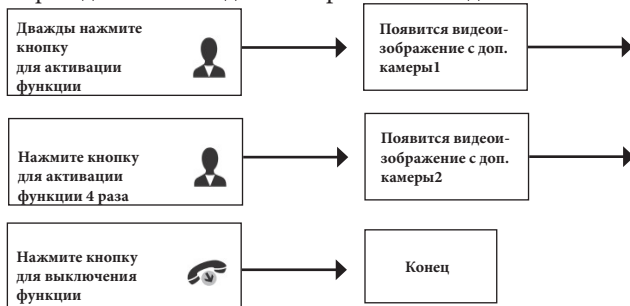 Дважды нажмите
кнопку
для активации
функции
Появится видеои-
зображение с доп.
камеры1
Нажмите кнопку
для активации
функции 4 раза
Появится видеои-
зображение с доп.
камеры2
Нажмите кнопку
для выключения
функции
Конец